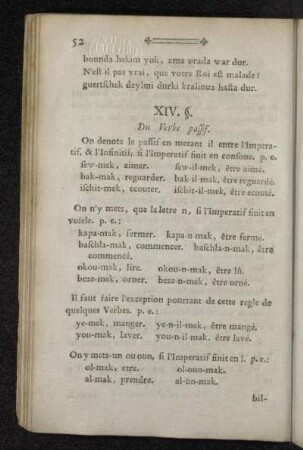 52
bounda hekim yok, ama orada war dur.
N'est il pas vrai, que votre Roi est malade?
guertschek deylmi durki kralinuz hasta dur.
XIV. §.
Du Verbe passif.
On denote le passif en metant il entre l'Impera-
tif, & l'Infinitif, si l'imperatif finit en conson. p. e.
sew-mek, aimer. sew-il-mek, être aimé.
bak-mak, reguarder. bak-il-mak, être reguardé.
ischit-mek, ecouter. ischit-il-mek, être ecouté.
On n'y mets, que la letre n, si l'Imperatif finit en
voiele. p. e.:
kapa-mak, fermer. kapa-n mak, être fermé.
baschla-mak, commencer. baschla-n-mak, être
commencé.
okou-mak, lire. okou-n-mak, être lû.
beze-mek, orner. beze-n-mek, être orné.
Il faut faire l'exception pourtant de cette regle de
quelques Verbes. p. e.:
ye-mek, manger. ye-n-il-mek, être mangé.
you-mak, laver. you-n-il mak, être lavé.
On y mets-un ou oun, si l'Imperatif finit en l. p. e.:
ol-mak, etre. ol-oun-mak.
al-mak, prendre. al-un-mak.
bil-